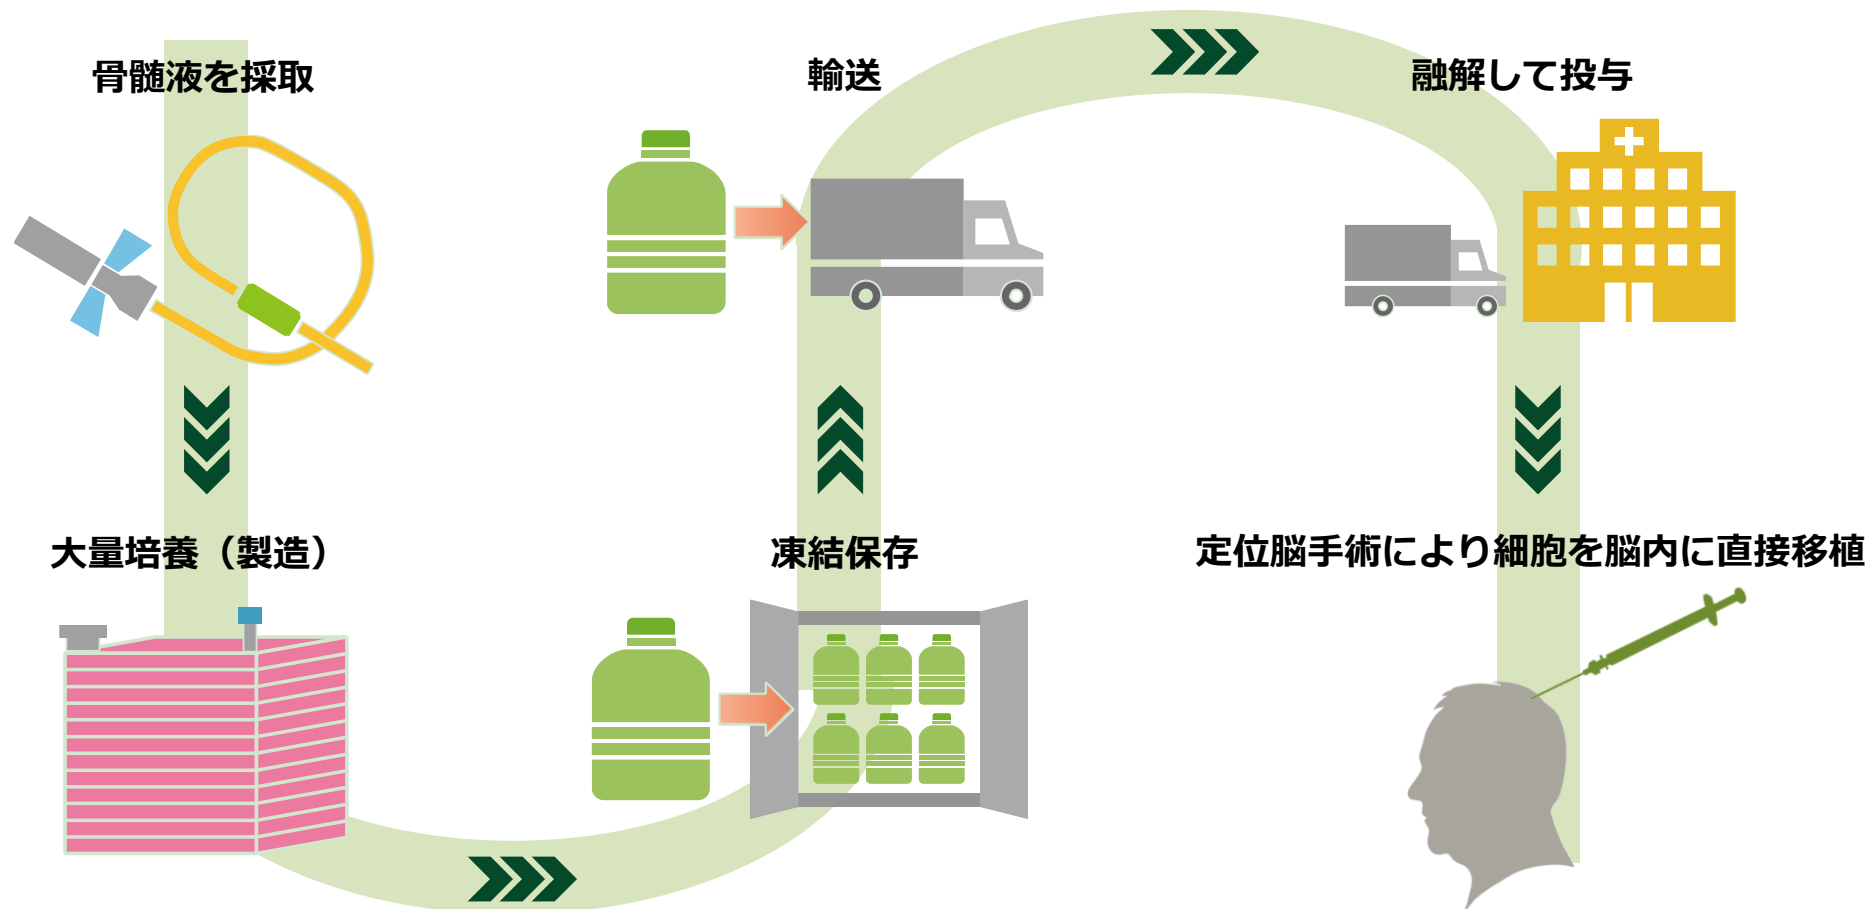 骨髄液を採取
大量培養（製造）
凍結保存
輸送
融解して投与
定位脳手術により細胞を脳内に直接移植